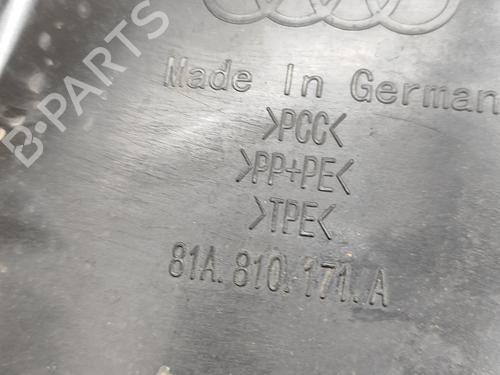 B-PARTS
Made In German
>PCC<
>PP+PE<
>TPE<
81A.810.171.A